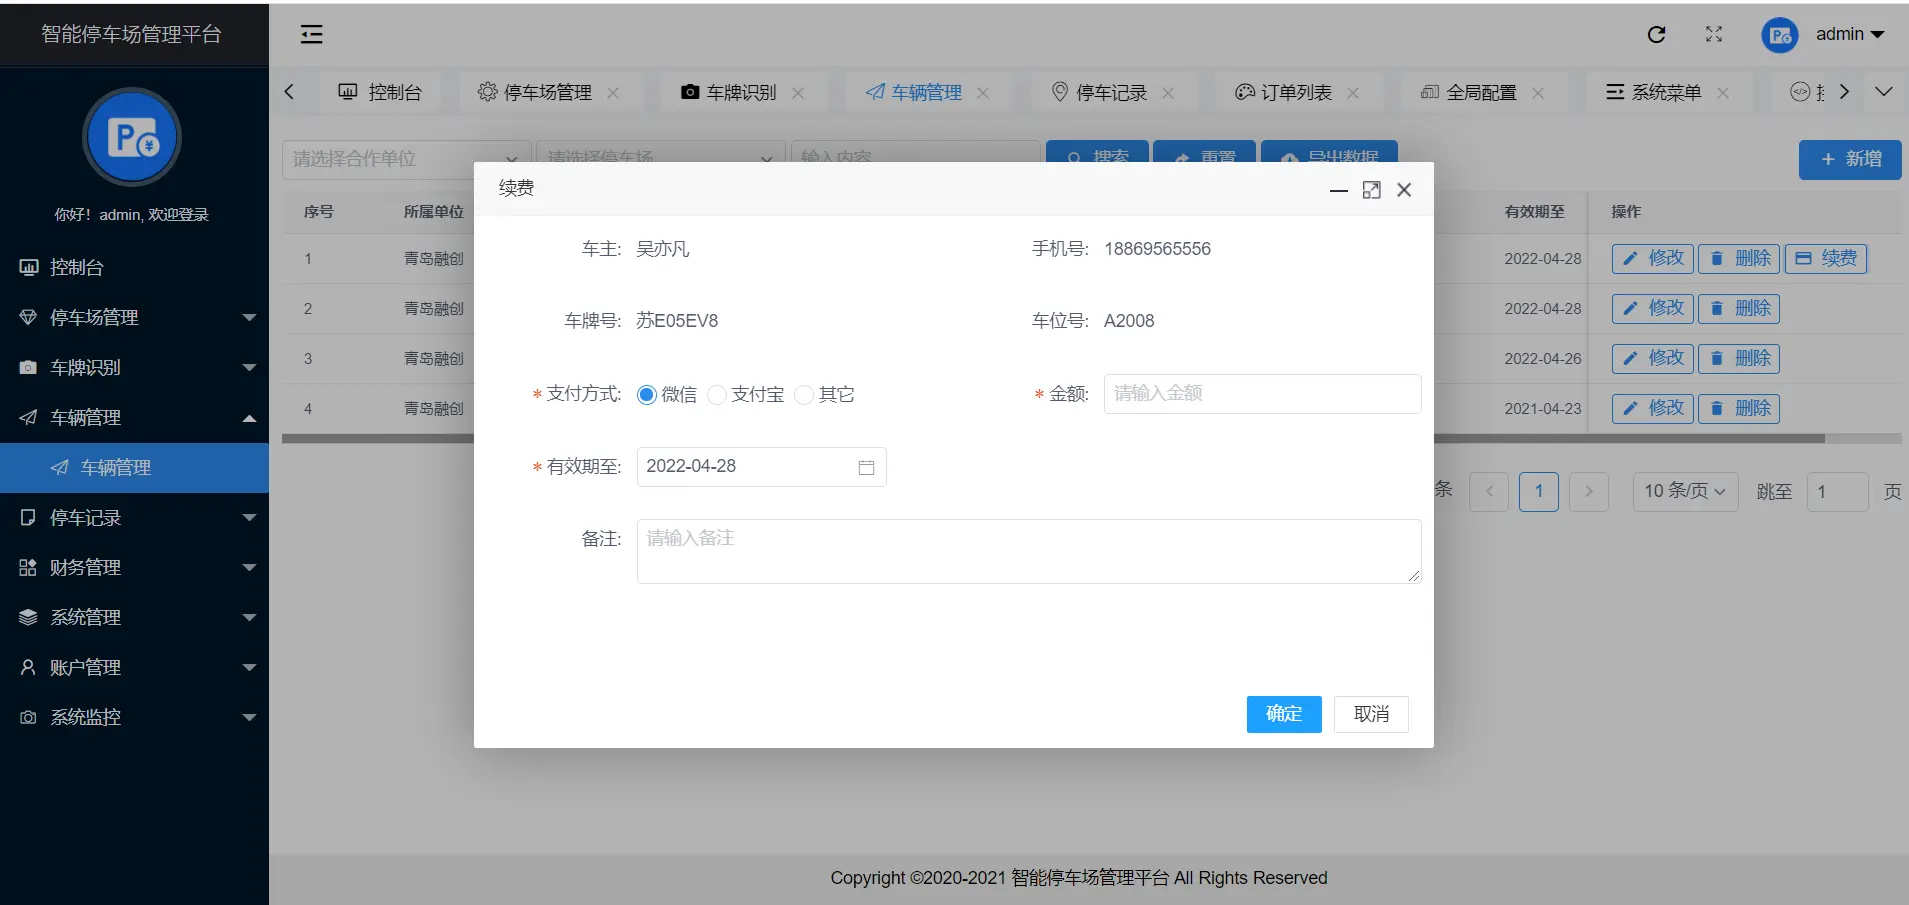 智能停车场管理平台
admin
你好！admin, 欢迎登录
控制台
停车场管理
车牌识别
车辆管理
车辆管理
停车记录
财务管理
系统管理
账户管理
系统监控
控制台 停车场管理 车牌识别 车辆管理 停车记录 订单列表 全局配置 系统菜单
请选择合作单位 请选择停车场 输入内容 搜索 重置 导出数据 新增
序号 所属单位 有效期至 操作
1 青岛融创 2022-04-28 修改 删除 续费
2 青岛融创 2022-04-28 修改 删除
3 青岛融创 2022-04-26 修改 删除
4 青岛融创 2021-04-23 修改 删除
条 1 10 条/页 跳至 1 页
续费
车主: 吴亦凡 手机号: 18869565556
车牌号: 苏E05EV8 车位号: A2008
* 支付方式: 微信 支付宝 其它 * 金额: 请输入金额
* 有效期至: 2022-04-28
备注: 请输入备注
确定 取消
Copyright ©2020-2021 智能停车场管理平台 All Rights Reserved